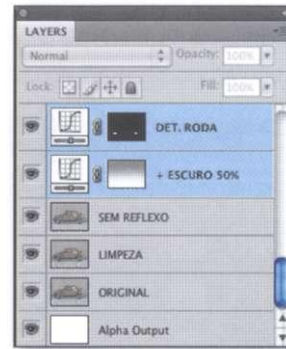 LAYERS
Normal Opacity: 100%
Lock: Fill: 100%
DET. RODA
+ ESCURO 50%
SEM REFLEXO
LIMPEZA
ORIGINAL
Alpha Output